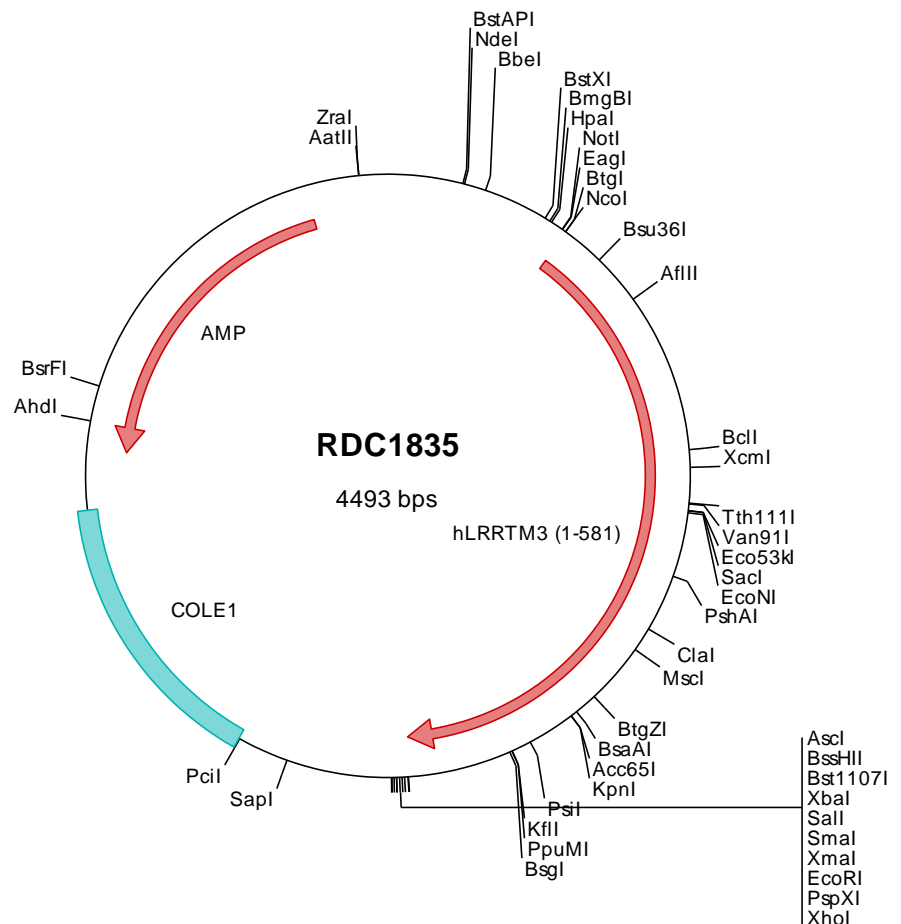 BstAPI
NdeI
BbeI
BstXI
BmgBI
HpaI
NotI
EagI
BtgI
NcoI
ZraI
AatII
Bsu36I
AflII
AMP
BsrFI
AhdI
RDC1835
4493 bps
hLRRTM3 (1-581)
BclI
XcmI
Tth111I
Van91I
Eco53kI
SacI
EcoNI
PshAI
COLE1
ClaI
MscI
BtgZI
BsaAI
Acc65I
KpnI
PciI
SapI
PsiI
KflI
PpuMI
BsgI
AscI
BssHII
Bst1107I
XbaI
SalI
SmaI
XmaI
EcoRI
PspXI
XhoI